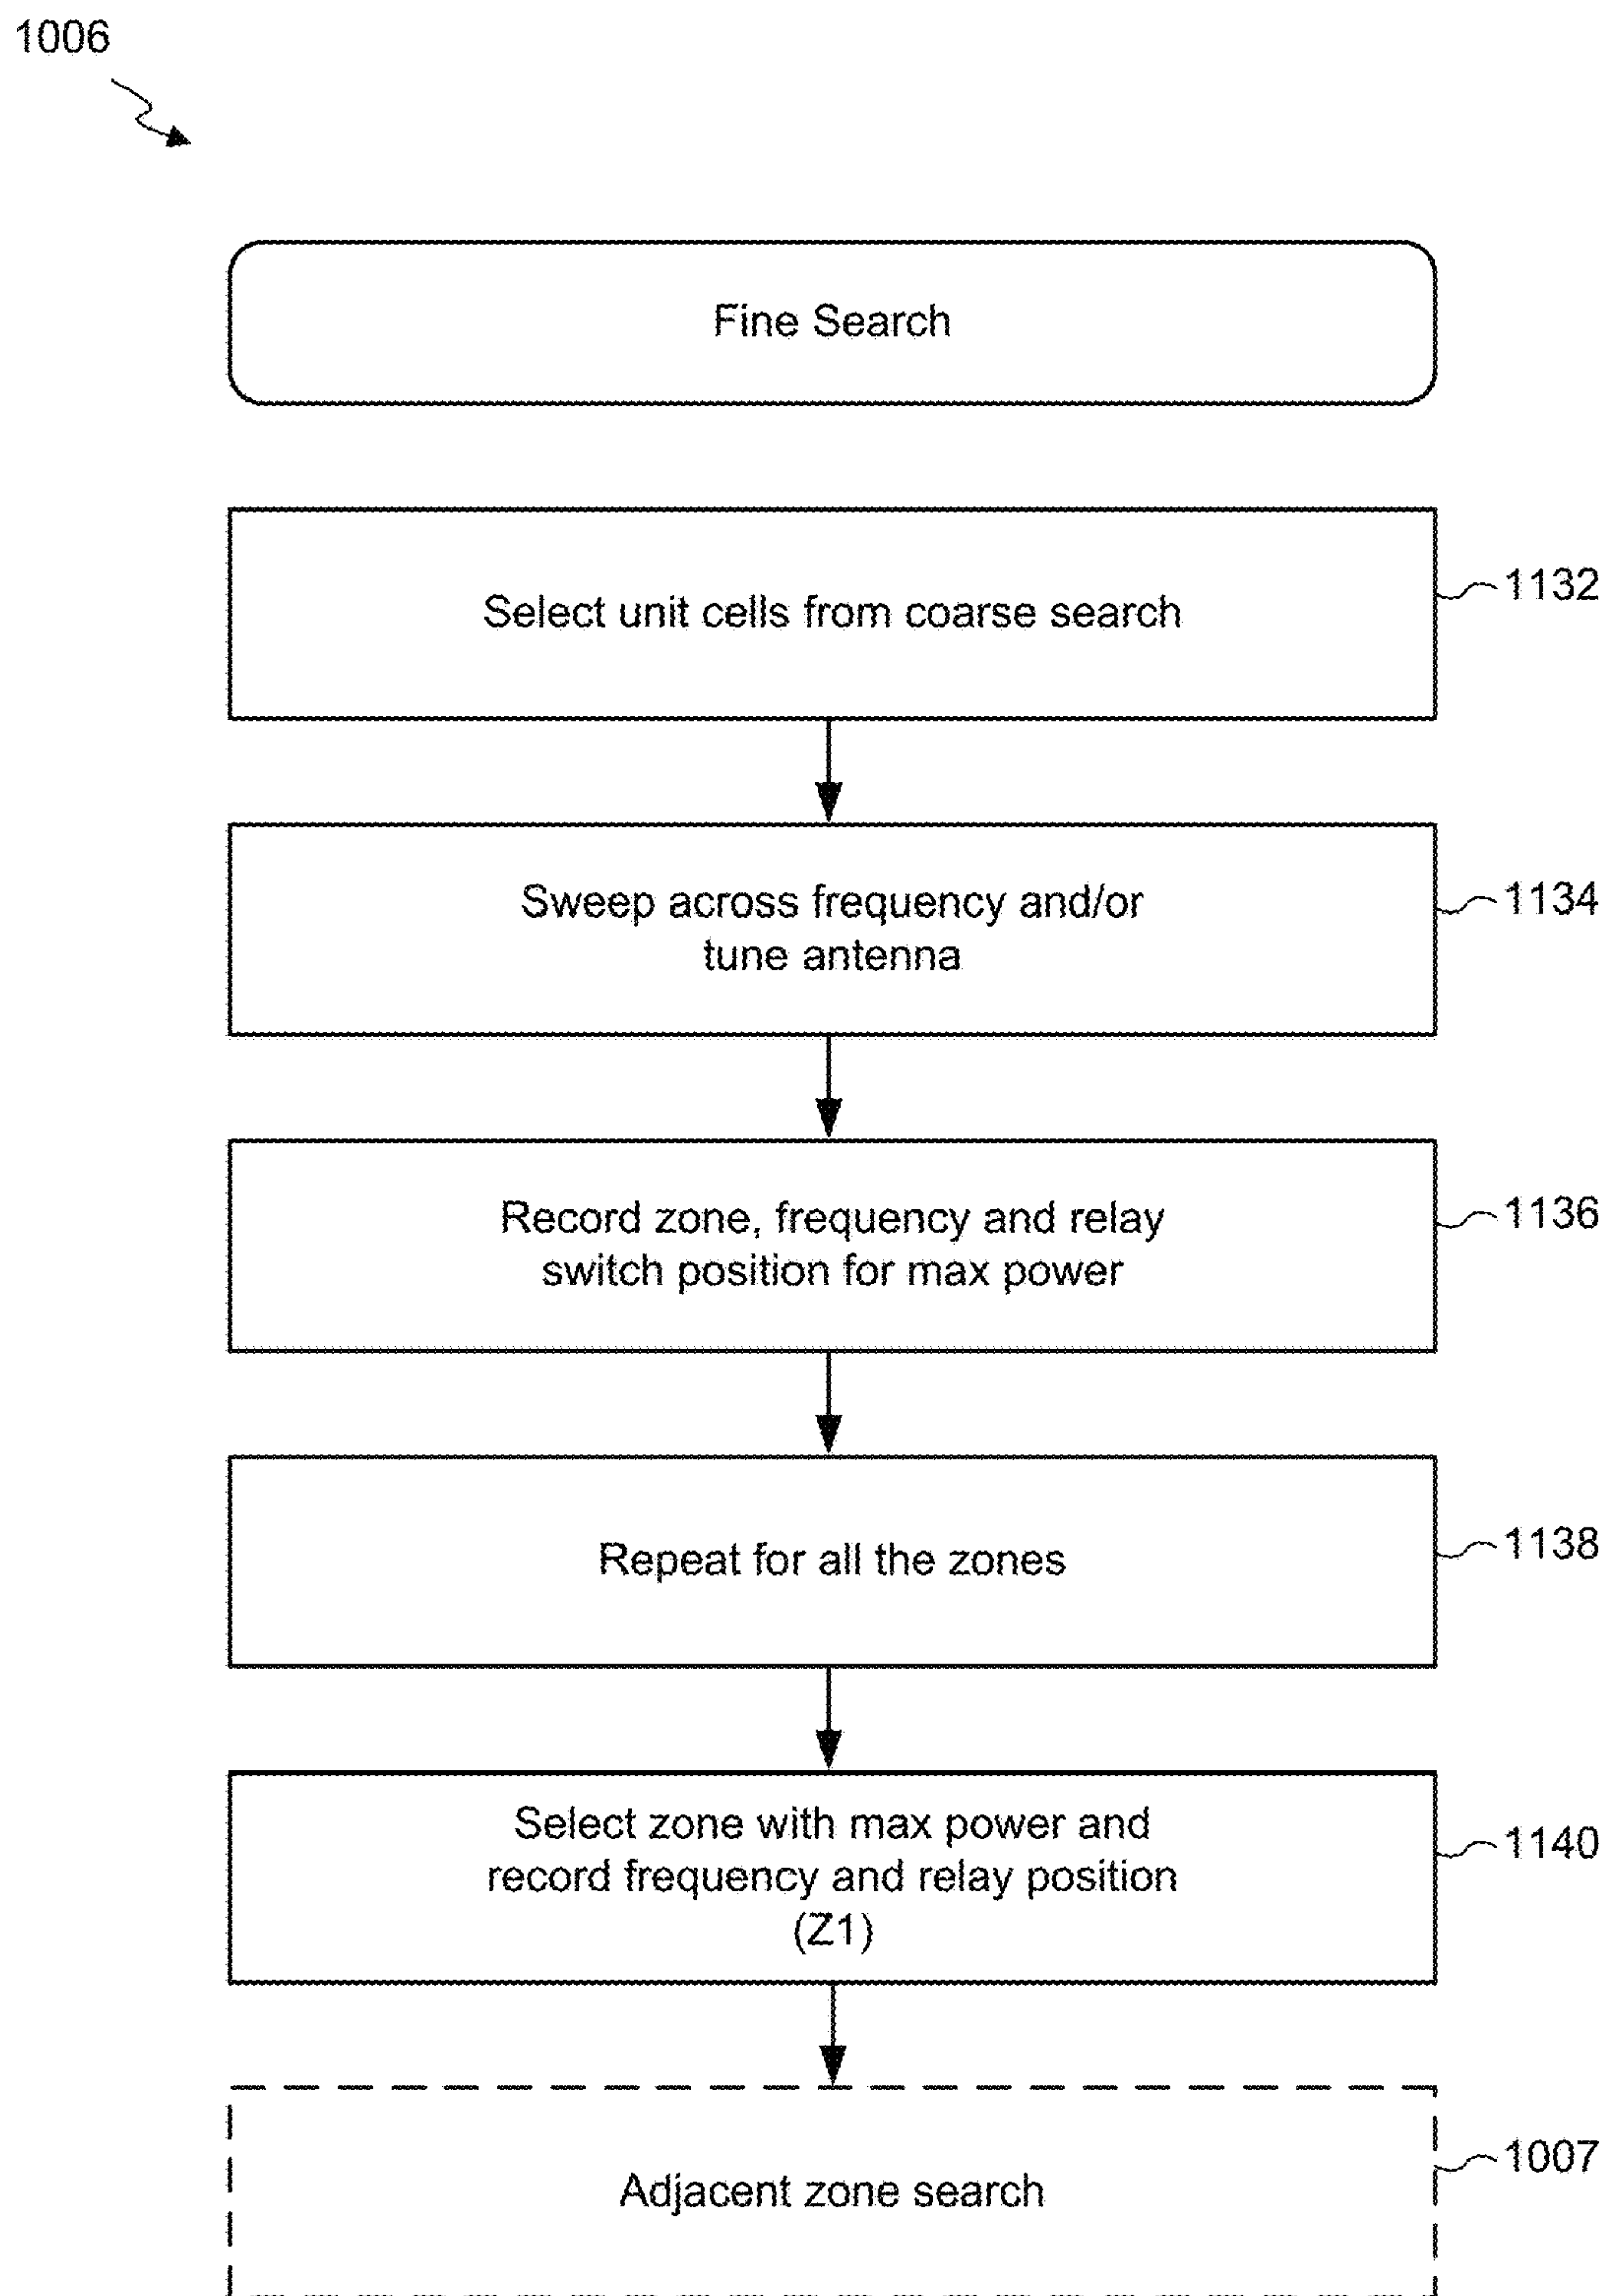 1006
Fine Search
Select unit cells from coarse search
1132
Sweep across frequency and/or
tune antenna
1134
Record zone, frequency and relay
switch position for max power
1136
Repeat for all the zones
1138
Select zone with max power and
record frequency and relay position
(Z1)
1140
Adjacent zone search
1007